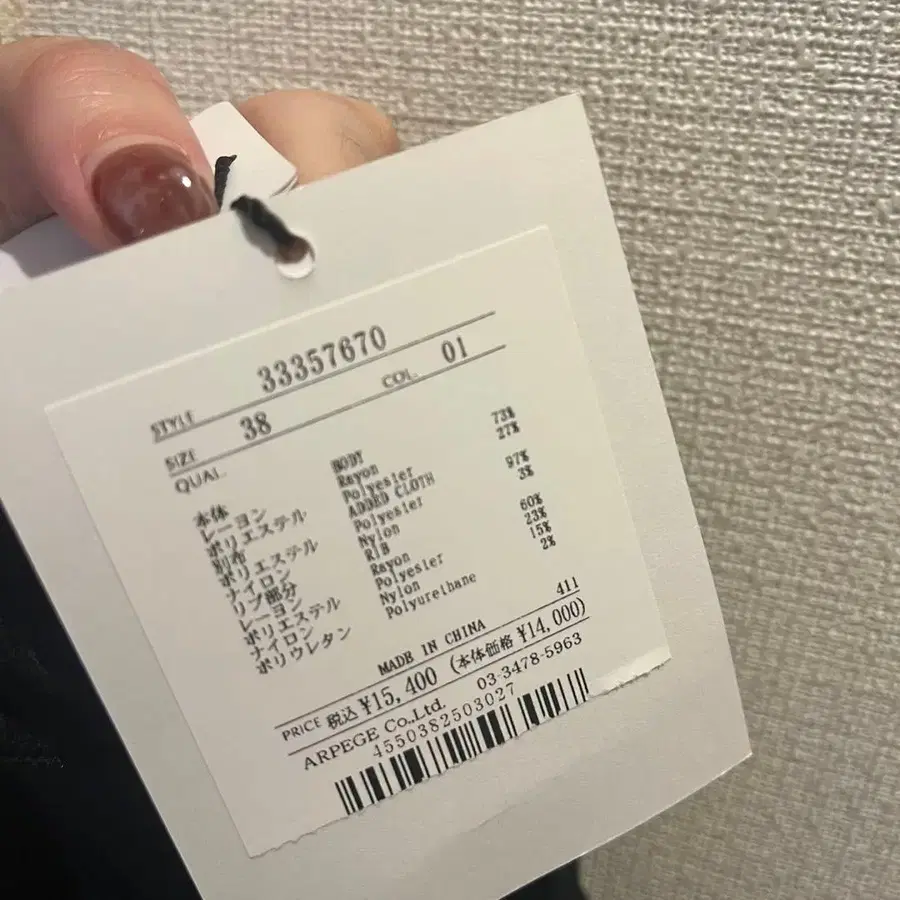 STYLE 33357670
SIZE 38 COL. 01
QUAL.
本体 BODY
レーヨン Rayon 73%
ポリエステル Polyester 27%
別布 ADDED CLOTH
ポリエステル Polyester 97%
ナイロン Nylon 3%
リブ部分 RIB
レーヨン Rayon 60%
ポリエステル Polyester 23%
ナイロン Nylon 15%
ポリウレタン Polyurethane 2%
MADE IN CHINA 411
PRICE 税込 ¥15,400 (本体価格 ¥14,000)
ARPEGE Co.,Ltd. 03-3478-5963
4550382503027